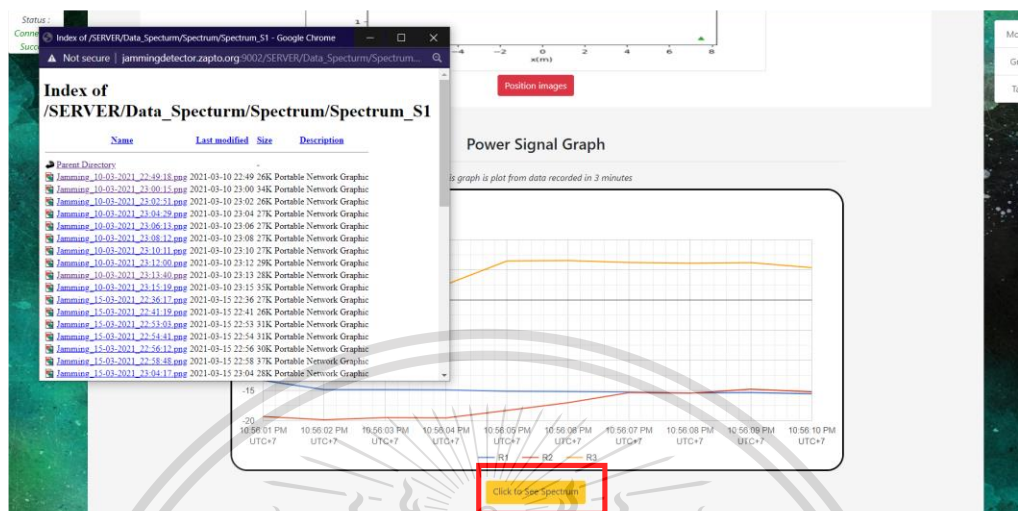 Status :
Conne
Succe
Index of /SERVER/Data_Specturm/Spectrum/Spectrum_S1 - Google Chrome
Not secure | jammingdetector.zapto.org:9002/SERVER/Data_Specturm/Spectrum...
Index of
/SERVER/Data_Specturm/Spectrum/Spectrum_S1
Name Last modified Size Description
Parent Directory -
Jamming_10-03-2021_22:49:18.png 2021-03-10 22:49 26K Portable Network Graphic
Jamming_10-03-2021_23:00:15.png 2021-03-10 23:00 34K Portable Network Graphic
Jamming_10-03-2021_23:02:51.png 2021-03-10 23:02 26K Portable Network Graphic
Jamming_10-03-2021_23:04:29.png 2021-03-10 23:04 27K Portable Network Graphic
Jamming_10-03-2021_23:06:13.png 2021-03-10 23:06 27K Portable Network Graphic
Jamming_10-03-2021_23:08:12.png 2021-03-10 23:08 27K Portable Network Graphic
Jamming_10-03-2021_23:10:11.png 2021-03-10 23:10 27K Portable Network Graphic
Jamming_10-03-2021_23:12:00.png 2021-03-10 23:12 29K Portable Network Graphic
Jamming_10-03-2021_23:13:40.png 2021-03-10 23:13 28K Portable Network Graphic
Jamming_10-03-2021_23:15:19.png 2021-03-10 23:15 35K Portable Network Graphic
Jamming_15-03-2021_22:36:17.png 2021-03-15 22:36 27K Portable Network Graphic
Jamming_15-03-2021_22:41:19.png 2021-03-15 22:41 26K Portable Network Graphic
Jamming_15-03-2021_22:53:03.png 2021-03-15 22:53 31K Portable Network Graphic
Jamming_15-03-2021_22:54:41.png 2021-03-15 22:54 31K Portable Network Graphic
Jamming_15-03-2021_22:56:12.png 2021-03-15 22:56 30K Portable Network Graphic
Jamming_15-03-2021_22:58:48.png 2021-03-15 22:58 37K Portable Network Graphic
Jamming_15-03-2021_23:04:17.png 2021-03-15 23:04 28K Portable Network Graphic
1
-4 -2 0 2 4 6 8
x(m)
Position images
Power Signal Graph
is graph is plot from data recorded in 3 minutes
-15
-20
10:56:01 PM 10:56:02 PM 10:56:03 PM 10:56:04 PM 10:56:05 PM 10:56:06 PM 10:56:07 PM 10:56:08 PM 10:56:09 PM 10:56:10 PM
UTC+7 UTC+7 UTC+7 UTC+7 UTC+7 UTC+7 UTC+7 UTC+7 UTC+7 UTC+7
R1 R2 R3
Click to See Spectrum
Mo
Ta